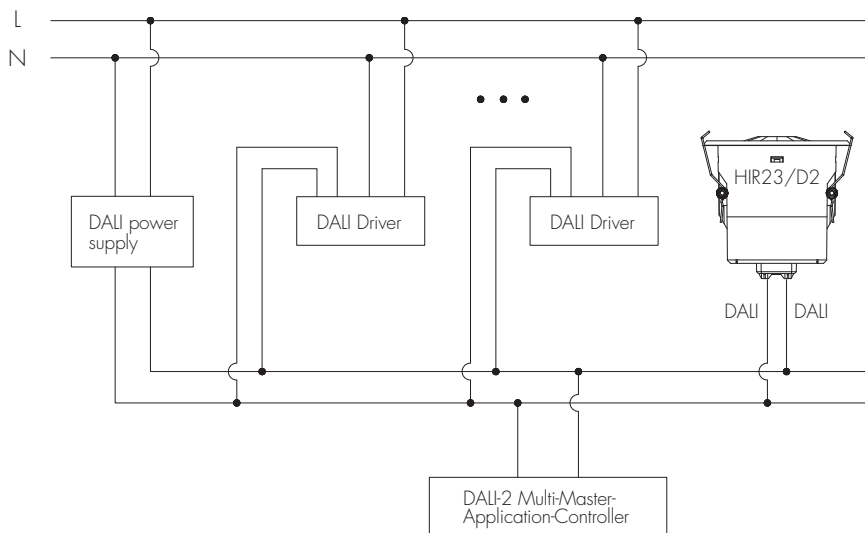 L
N
HIR23/D2
DALI power
supply
DALI Driver
DALI Driver
DALI
DALI
DALI-2 Multi-Master-
Application-Controller